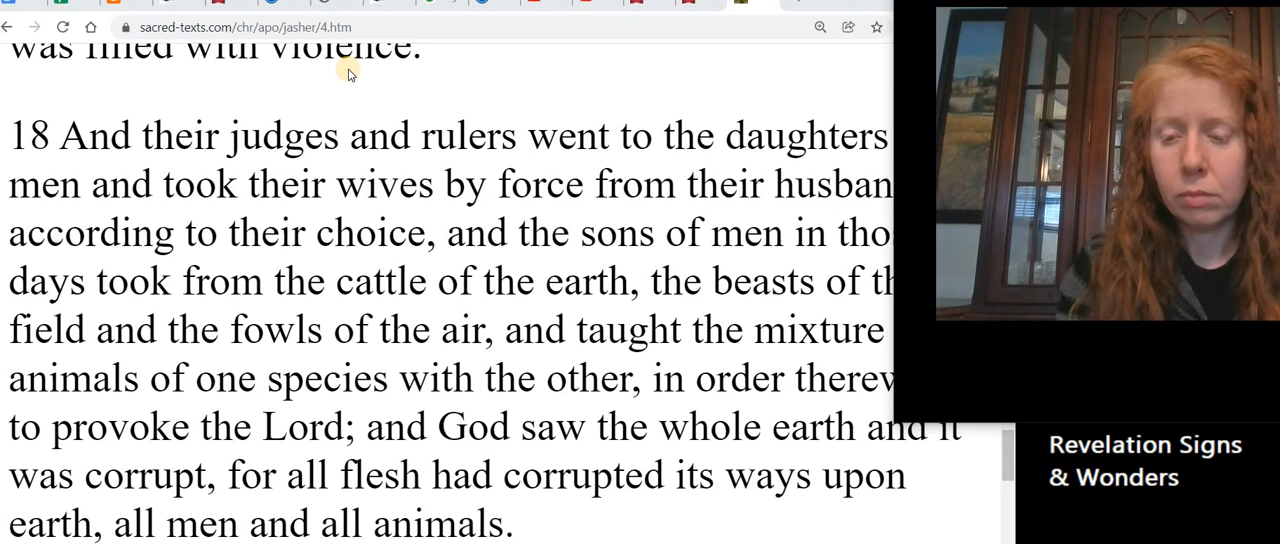 sacred-texts.com/chr/apo/jasher/4.htm
was filled with violence.
18 And their judges and rulers went to the daughters
men and took their wives by force from their husban
according to their choice, and the sons of men in tho
days took from the cattle of the earth, the beasts of th
field and the fowls of the air, and taught the mixture
animals of one species with the other, in order therew
to provoke the Lord; and God saw the whole earth and it
was corrupt, for all flesh had corrupted its ways upon
earth, all men and all animals.
Revelation Signs
& Wonders